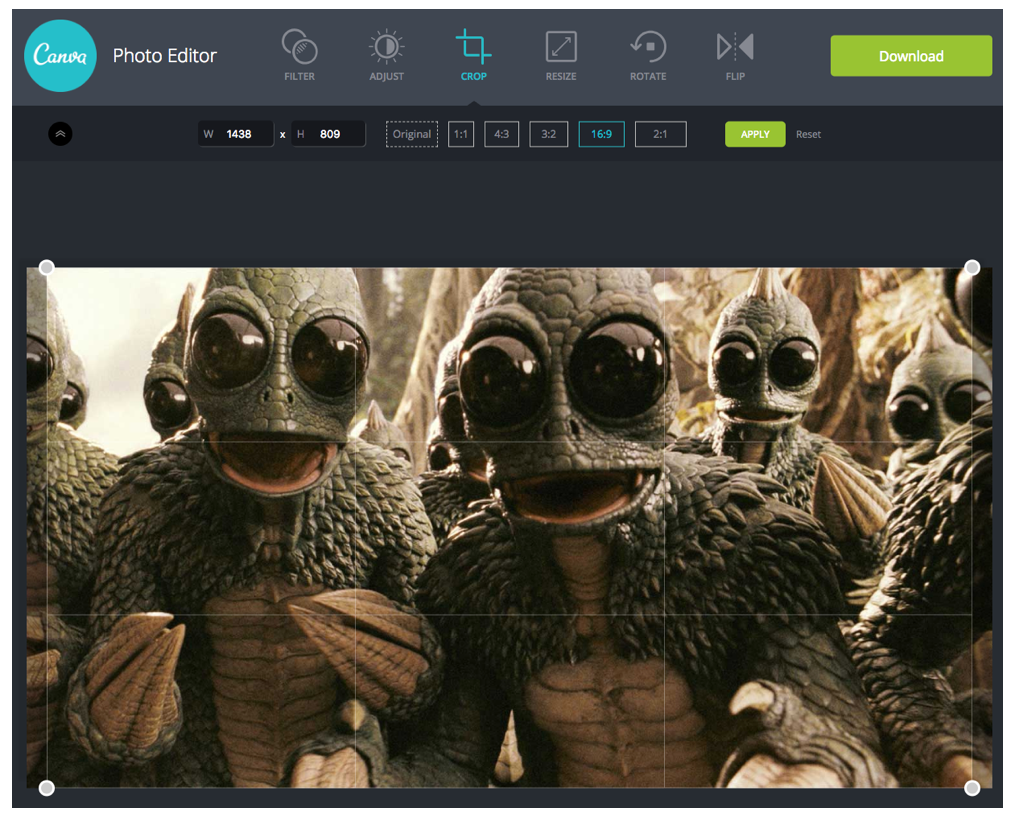 Canva Photo Editor Download
FILTER ADJUST CROP RESIZE ROTATE FLIP
W 1438 x H 809 Original 1:1 4:3 3:2 16:9 2:1 APPLY Reset